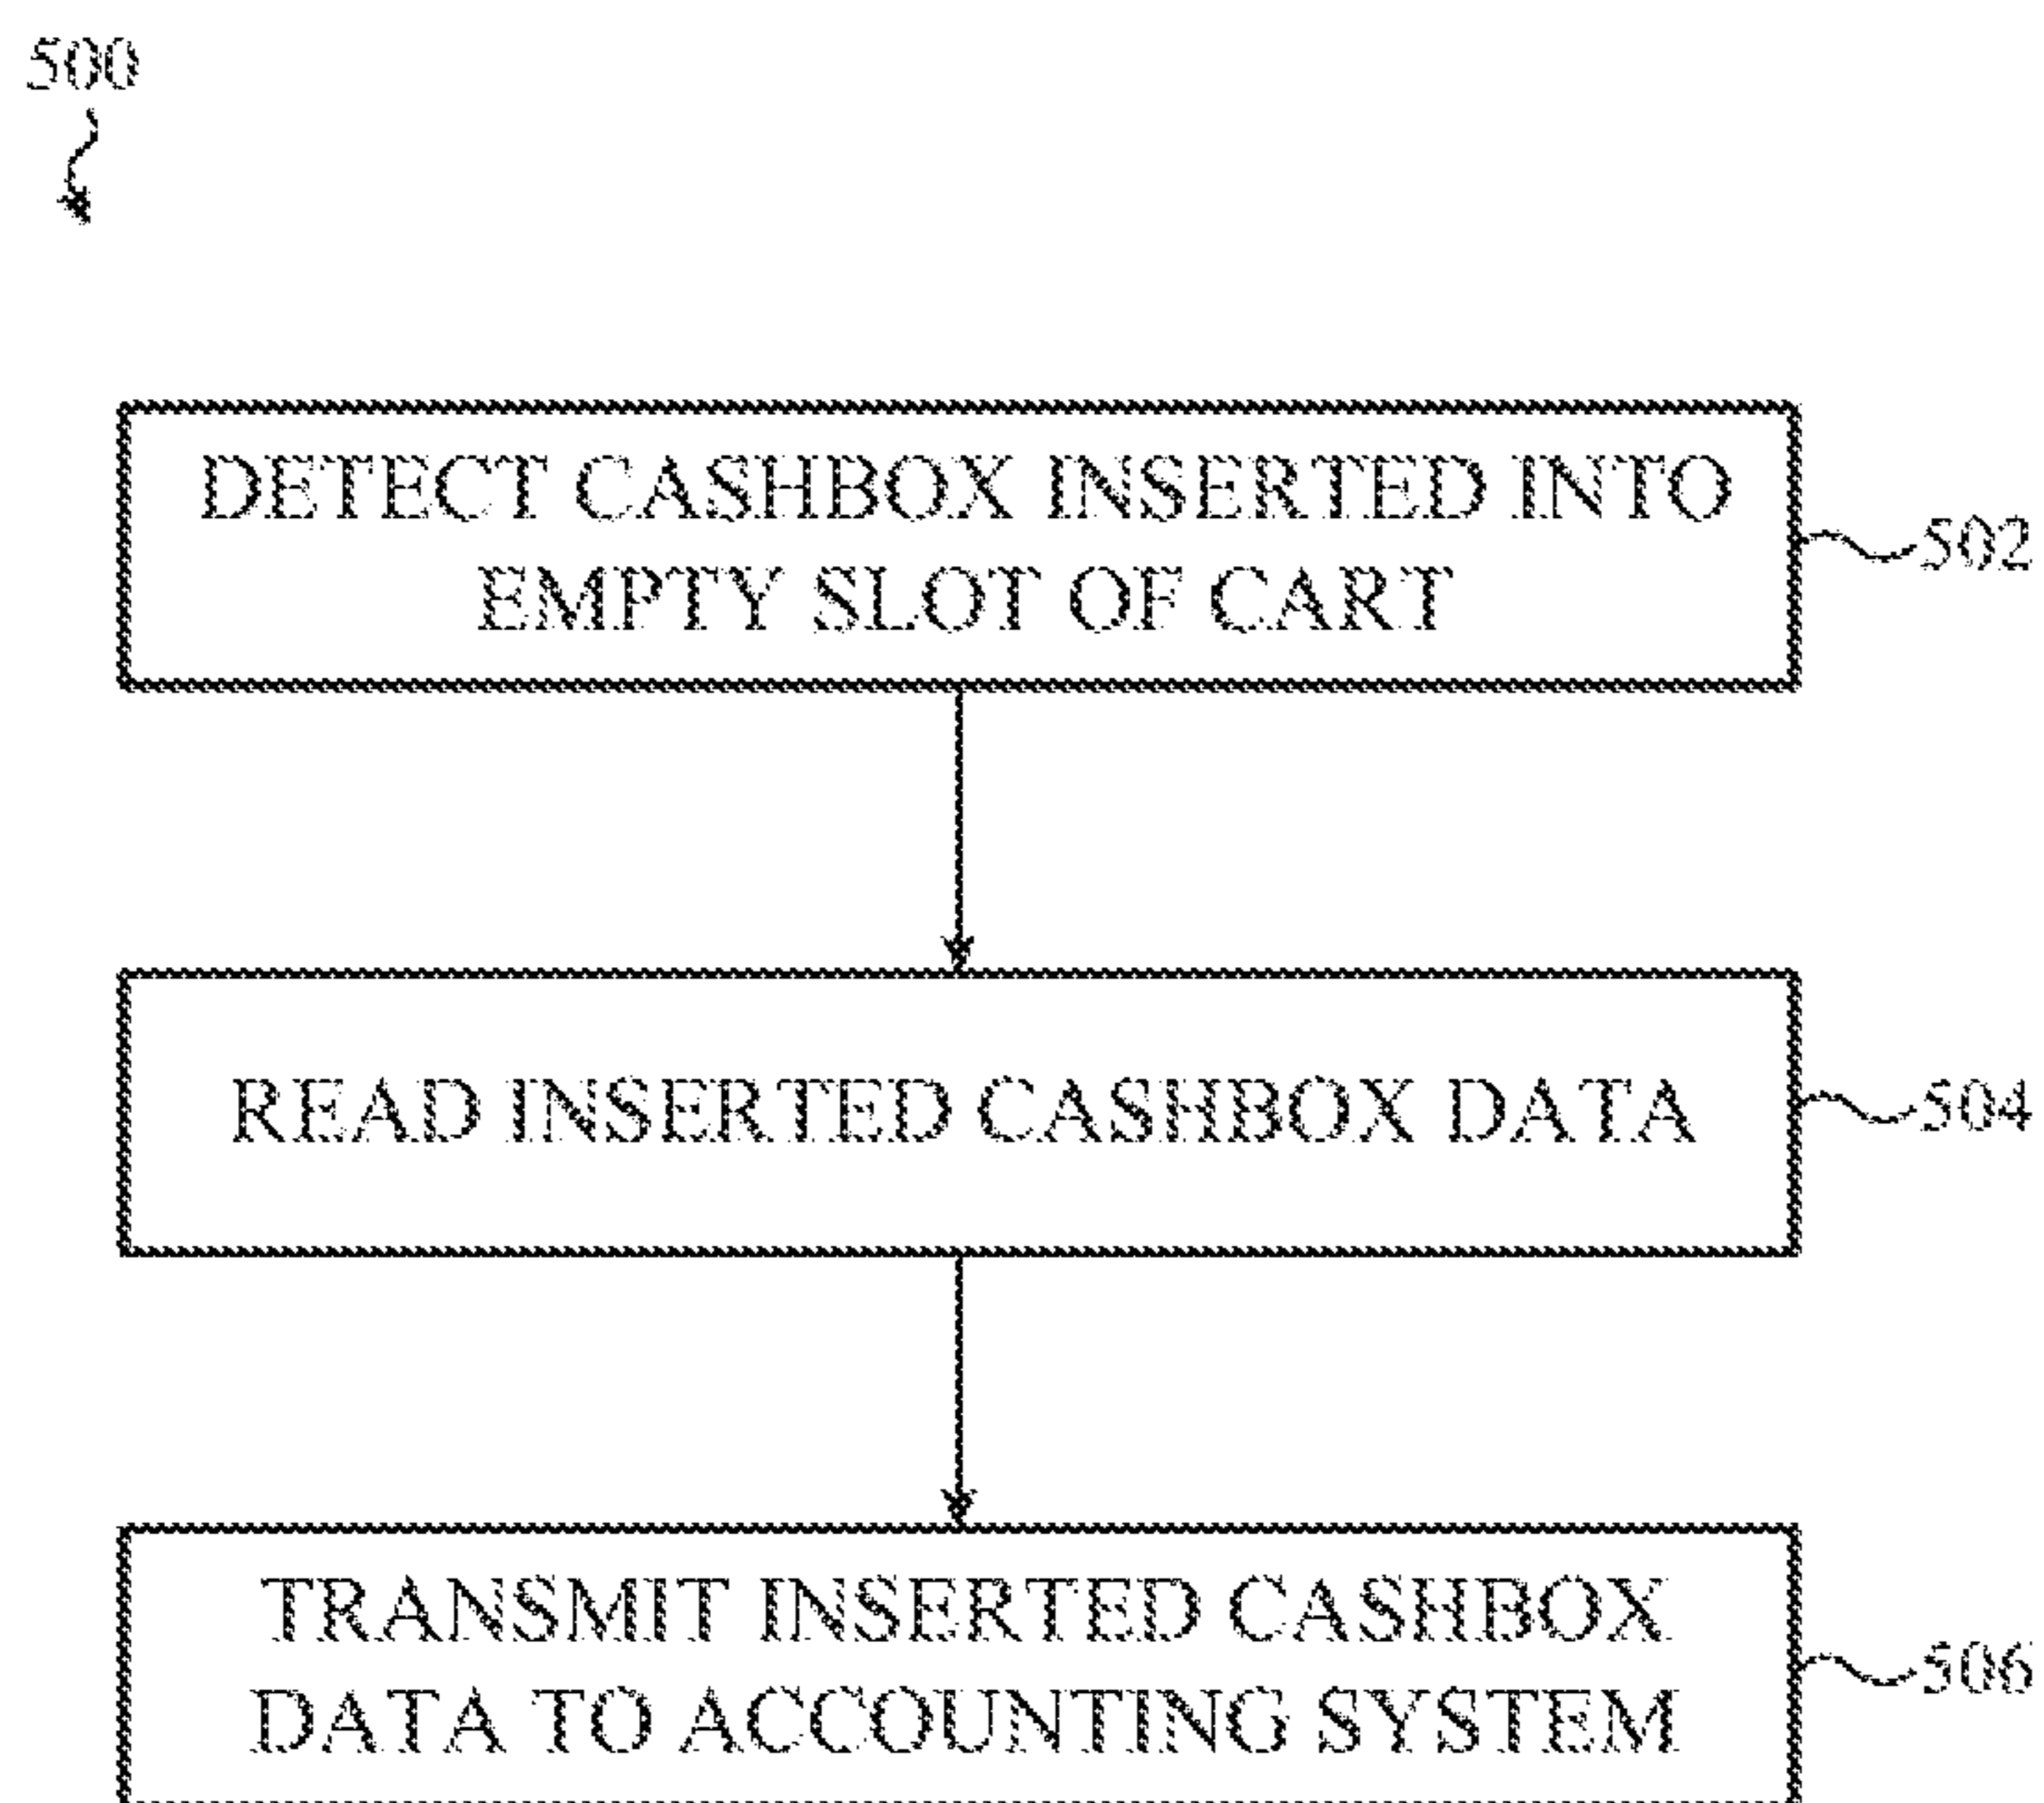 500
DETECT CASHBOX INSERTED INTO
EMPTY SLOT OF CART
502
READ INSERTED CASHBOX DATA
504
TRANSMIT INSERTED CASHBOX
DATA TO ACCOUNTING SYSTEM
506